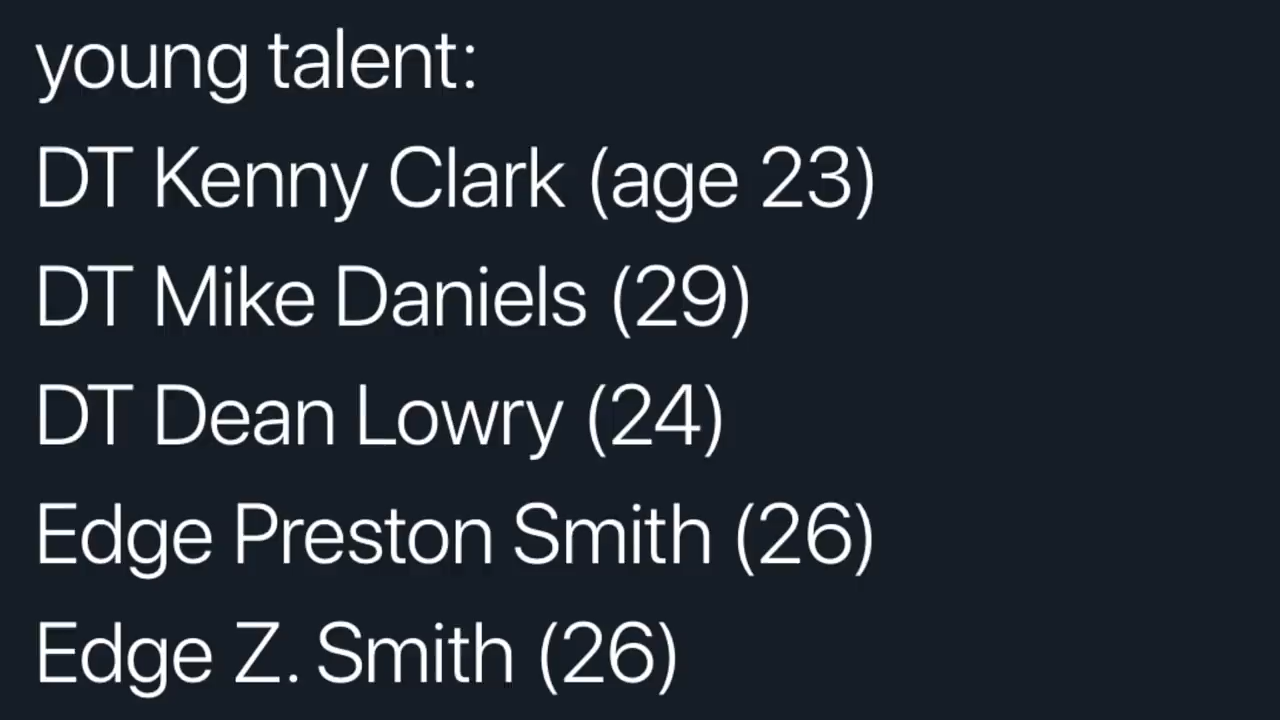 young talent:
DT Kenny Clark (age 23)
DT Mike Daniels (29)
DT Dean Lowry (24)
Edge Preston Smith (26)
Edge Z. Smith (26)